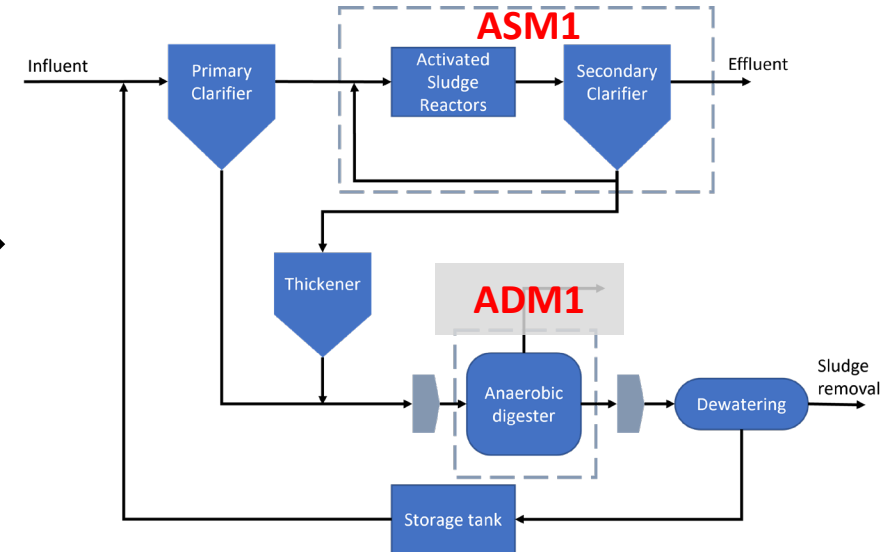 ASM1
Influent
Primary
Clarifier
Activated
Sludge
Reactors
Secondary
Clarifier
Effluent
Thickener
ADM1
Anaerobic
digester
Dewatering
Sludge
removal
Storage tank